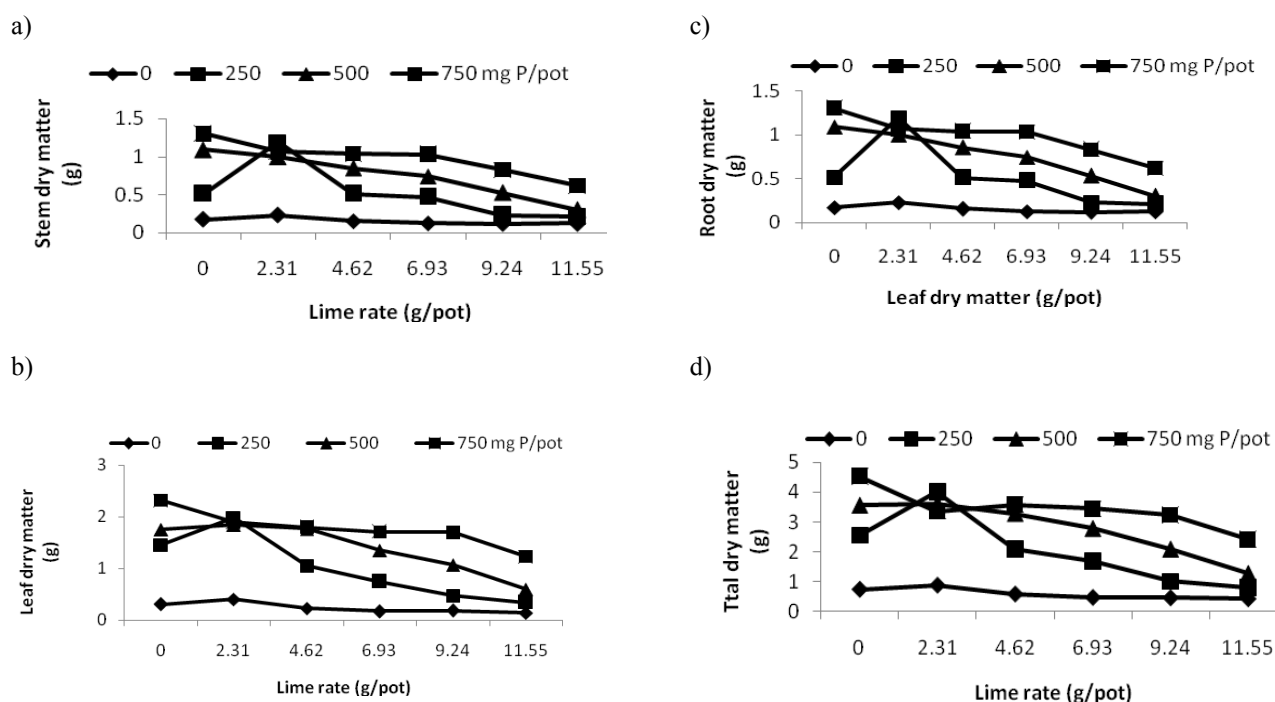 a)
0 250 500 750 mg P/pot
Stem dry matter
(g)
1.5
1
0.5
0
0 2.31 4.62 6.93 9.24 11.55
Lime rate (g/pot)
b)
0 250 500 750 mg P/pot
Leaf drry matter
(g)
3
2
1
0
0 2.31 4.62 6.93 9.24 11.55
Lime rate (g/pot)
c)
0 250 500 750 mg P/pot
Root dry matter
(g)
1.5
1
0.5
0
0 2.31 4.62 6.93 9.24 11.55
Leaf dry matter (g/pot)
d)
0 250 500 750 mg P/pot
Ttal dry matter
(g)
5
4
3
2
1
0
0 2.31 4.62 6.93 9.24 11.55
Lime rate (g/pot)